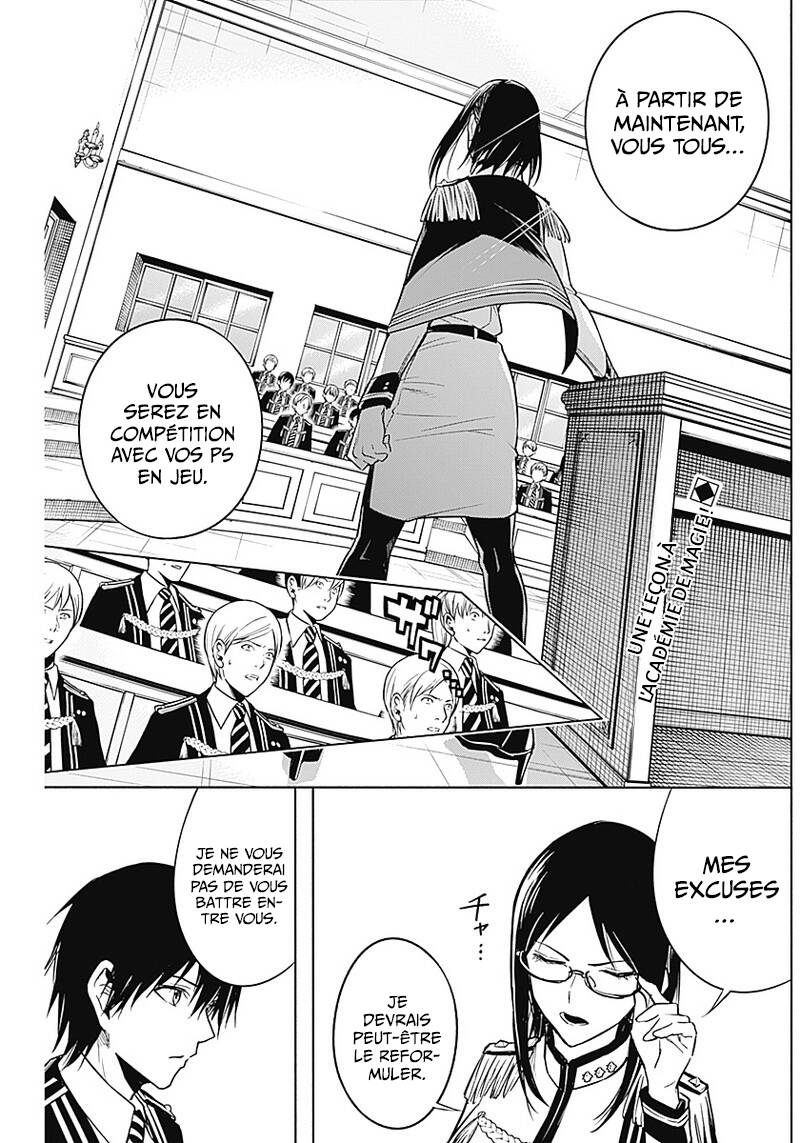 À PARTIR DE
MAINTENANT,
VOUS TOUS...
VOUS
SEREZ EN
COMPÉTITION
AVEC VOS PS
EN JEU.
UNE LEÇON À
L'ACADÉMIE DE MAGIE!
ザワ
MES
EXCUSES
...
チャ…
JE
DEVRAIS
PEUT-ÊTRE
LE REFOR-
MULER.
JE NE VOUS
DEMANDERAI
PAS DE VOUS
BATTRE EN-
TRE VOUS.